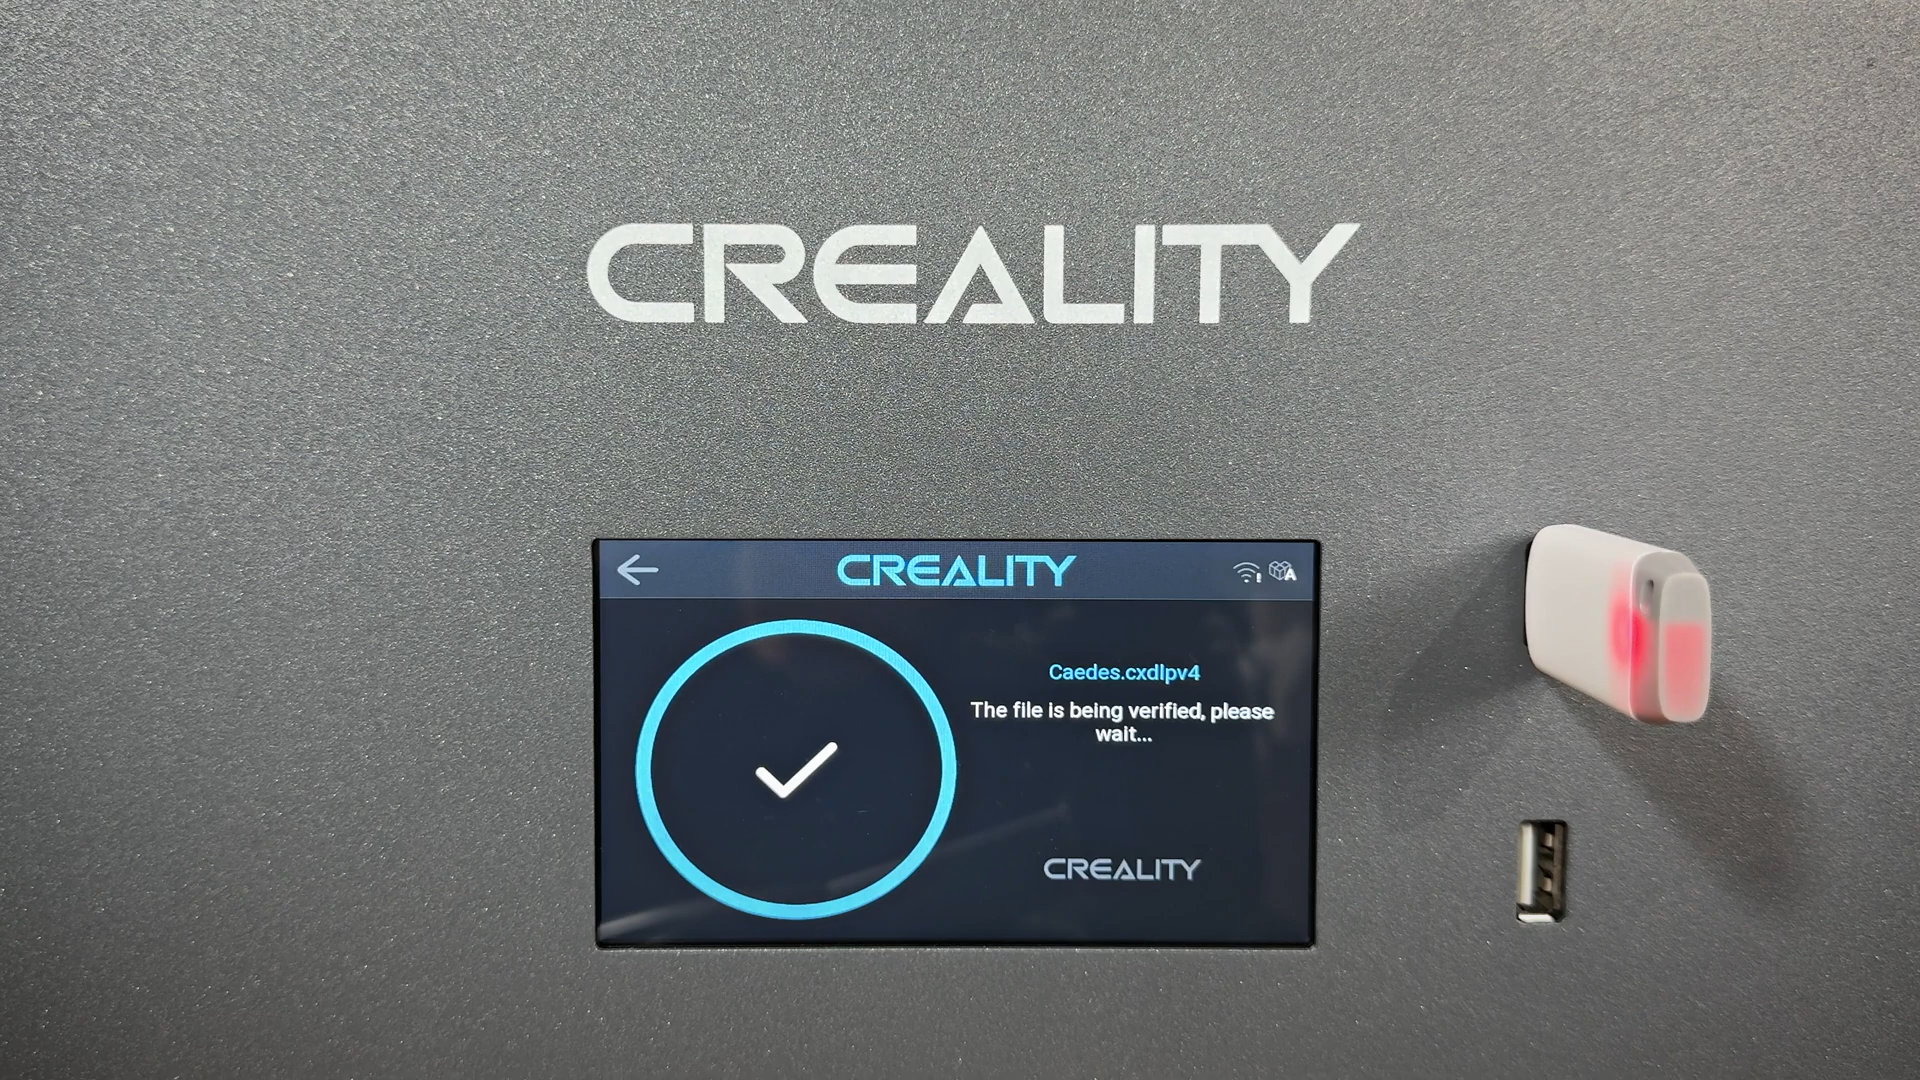 CREALITY
CREALITY
A
Caedes.cxdlpv4
The file is being verified, please
wait...
CREALITY